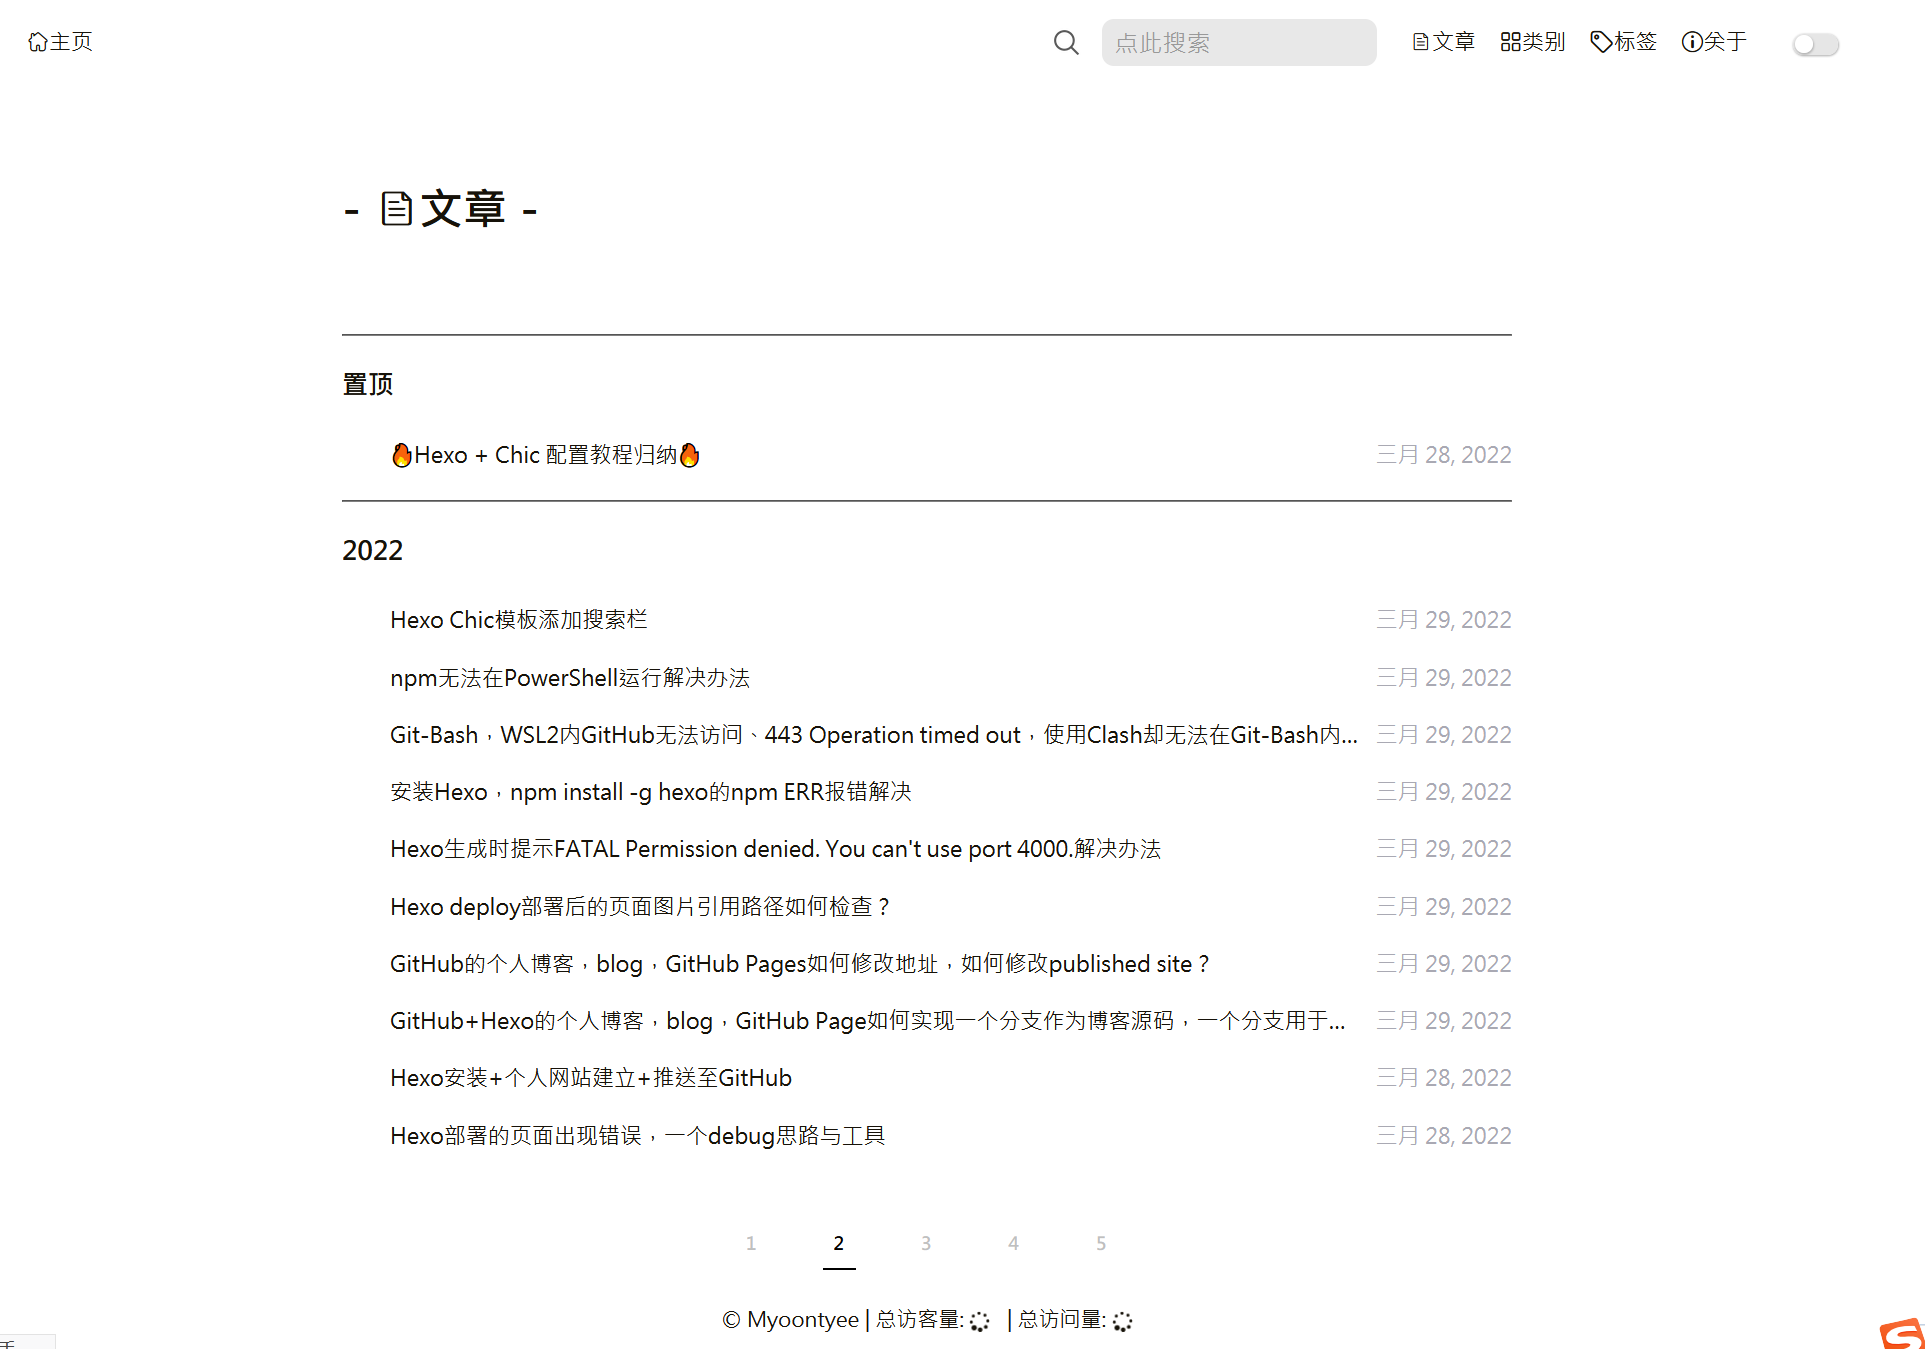 主页 点此搜索 文章 类别 标签 关于
- 文章 -
置顶
🔥Hexo + Chic 配置教程归纳🔥 三月 28, 2022
2022
Hexo Chic模板添加搜索栏 三月 29, 2022
npm无法在PowerShell运行解决办法 三月 29, 2022
Git-Bash，WSL2内GitHub无法访问、443 Operation timed out，使用Clash却无法在Git-Bash内... 三月 29, 2022
安装Hexo，npm install -g hexo的npm ERR报错解决 三月 29, 2022
Hexo生成时提示FATAL Permission denied. You can't use port 4000.解决办法 三月 29, 2022
Hexo deploy部署后的页面图片引用路径如何检查？ 三月 29, 2022
GitHub的个人博客，blog，GitHub Pages如何修改地址，如何修改published site？ 三月 29, 2022
GitHub+Hexo的个人博客，blog，GitHub Page如何实现一个分支作为博客源码，一个分支用于... 三月 29, 2022
Hexo安装+个人网站建立+推送至GitHub 三月 28, 2022
Hexo部署的页面出现错误，一个debug思路与工具 三月 28, 2022
1 2 3 4 5
© Myoontyee | 总访客量: | 总访问量: